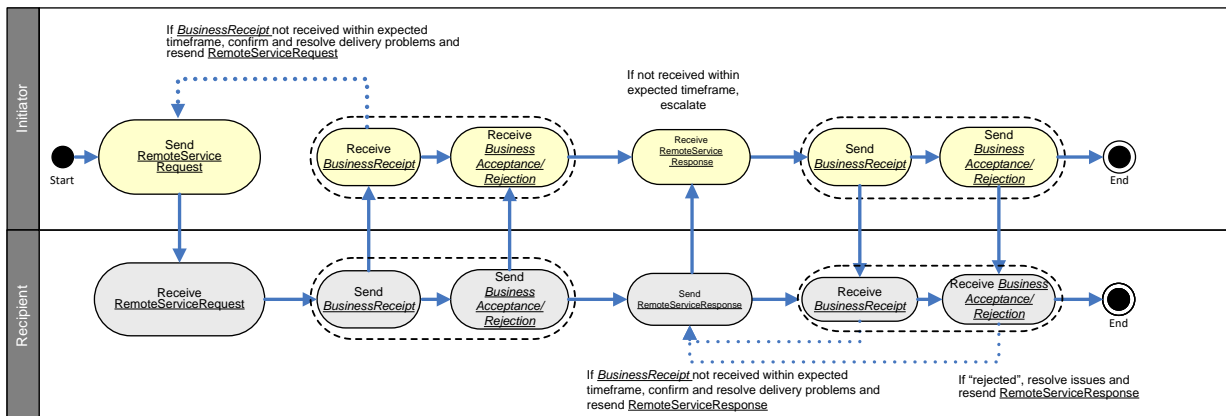 Initiator
If BusinessReceipt not received within expected
timeframe, confirm and resolve delivery problems and
resend RemoteServiceRequest
If not received within
expected timeframe,
escalate
Start
Send
RemoteService
Request
Receive
BusinessReceipt
Receive
Business
Acceptance/
Rejection
Receive
RemoteService
Response
Send
BusinessReceipt
Send
Business
Acceptance/
Rejection
End
Recipient
Receive
RemoteServiceRequest
Send
BusinessReceipt
Send
Business
Acceptance/
Rejection
Send
RemoteServiceResponse
Receive
BusinessReceipt
Receive Business
Acceptance/
Rejection
End
If BusinessReceipt not received within expected
timeframe, confirm and resolve delivery problems and
resend RemoteServiceResponse
If “rejected”, resolve issues and
resend RemoteServiceResponse